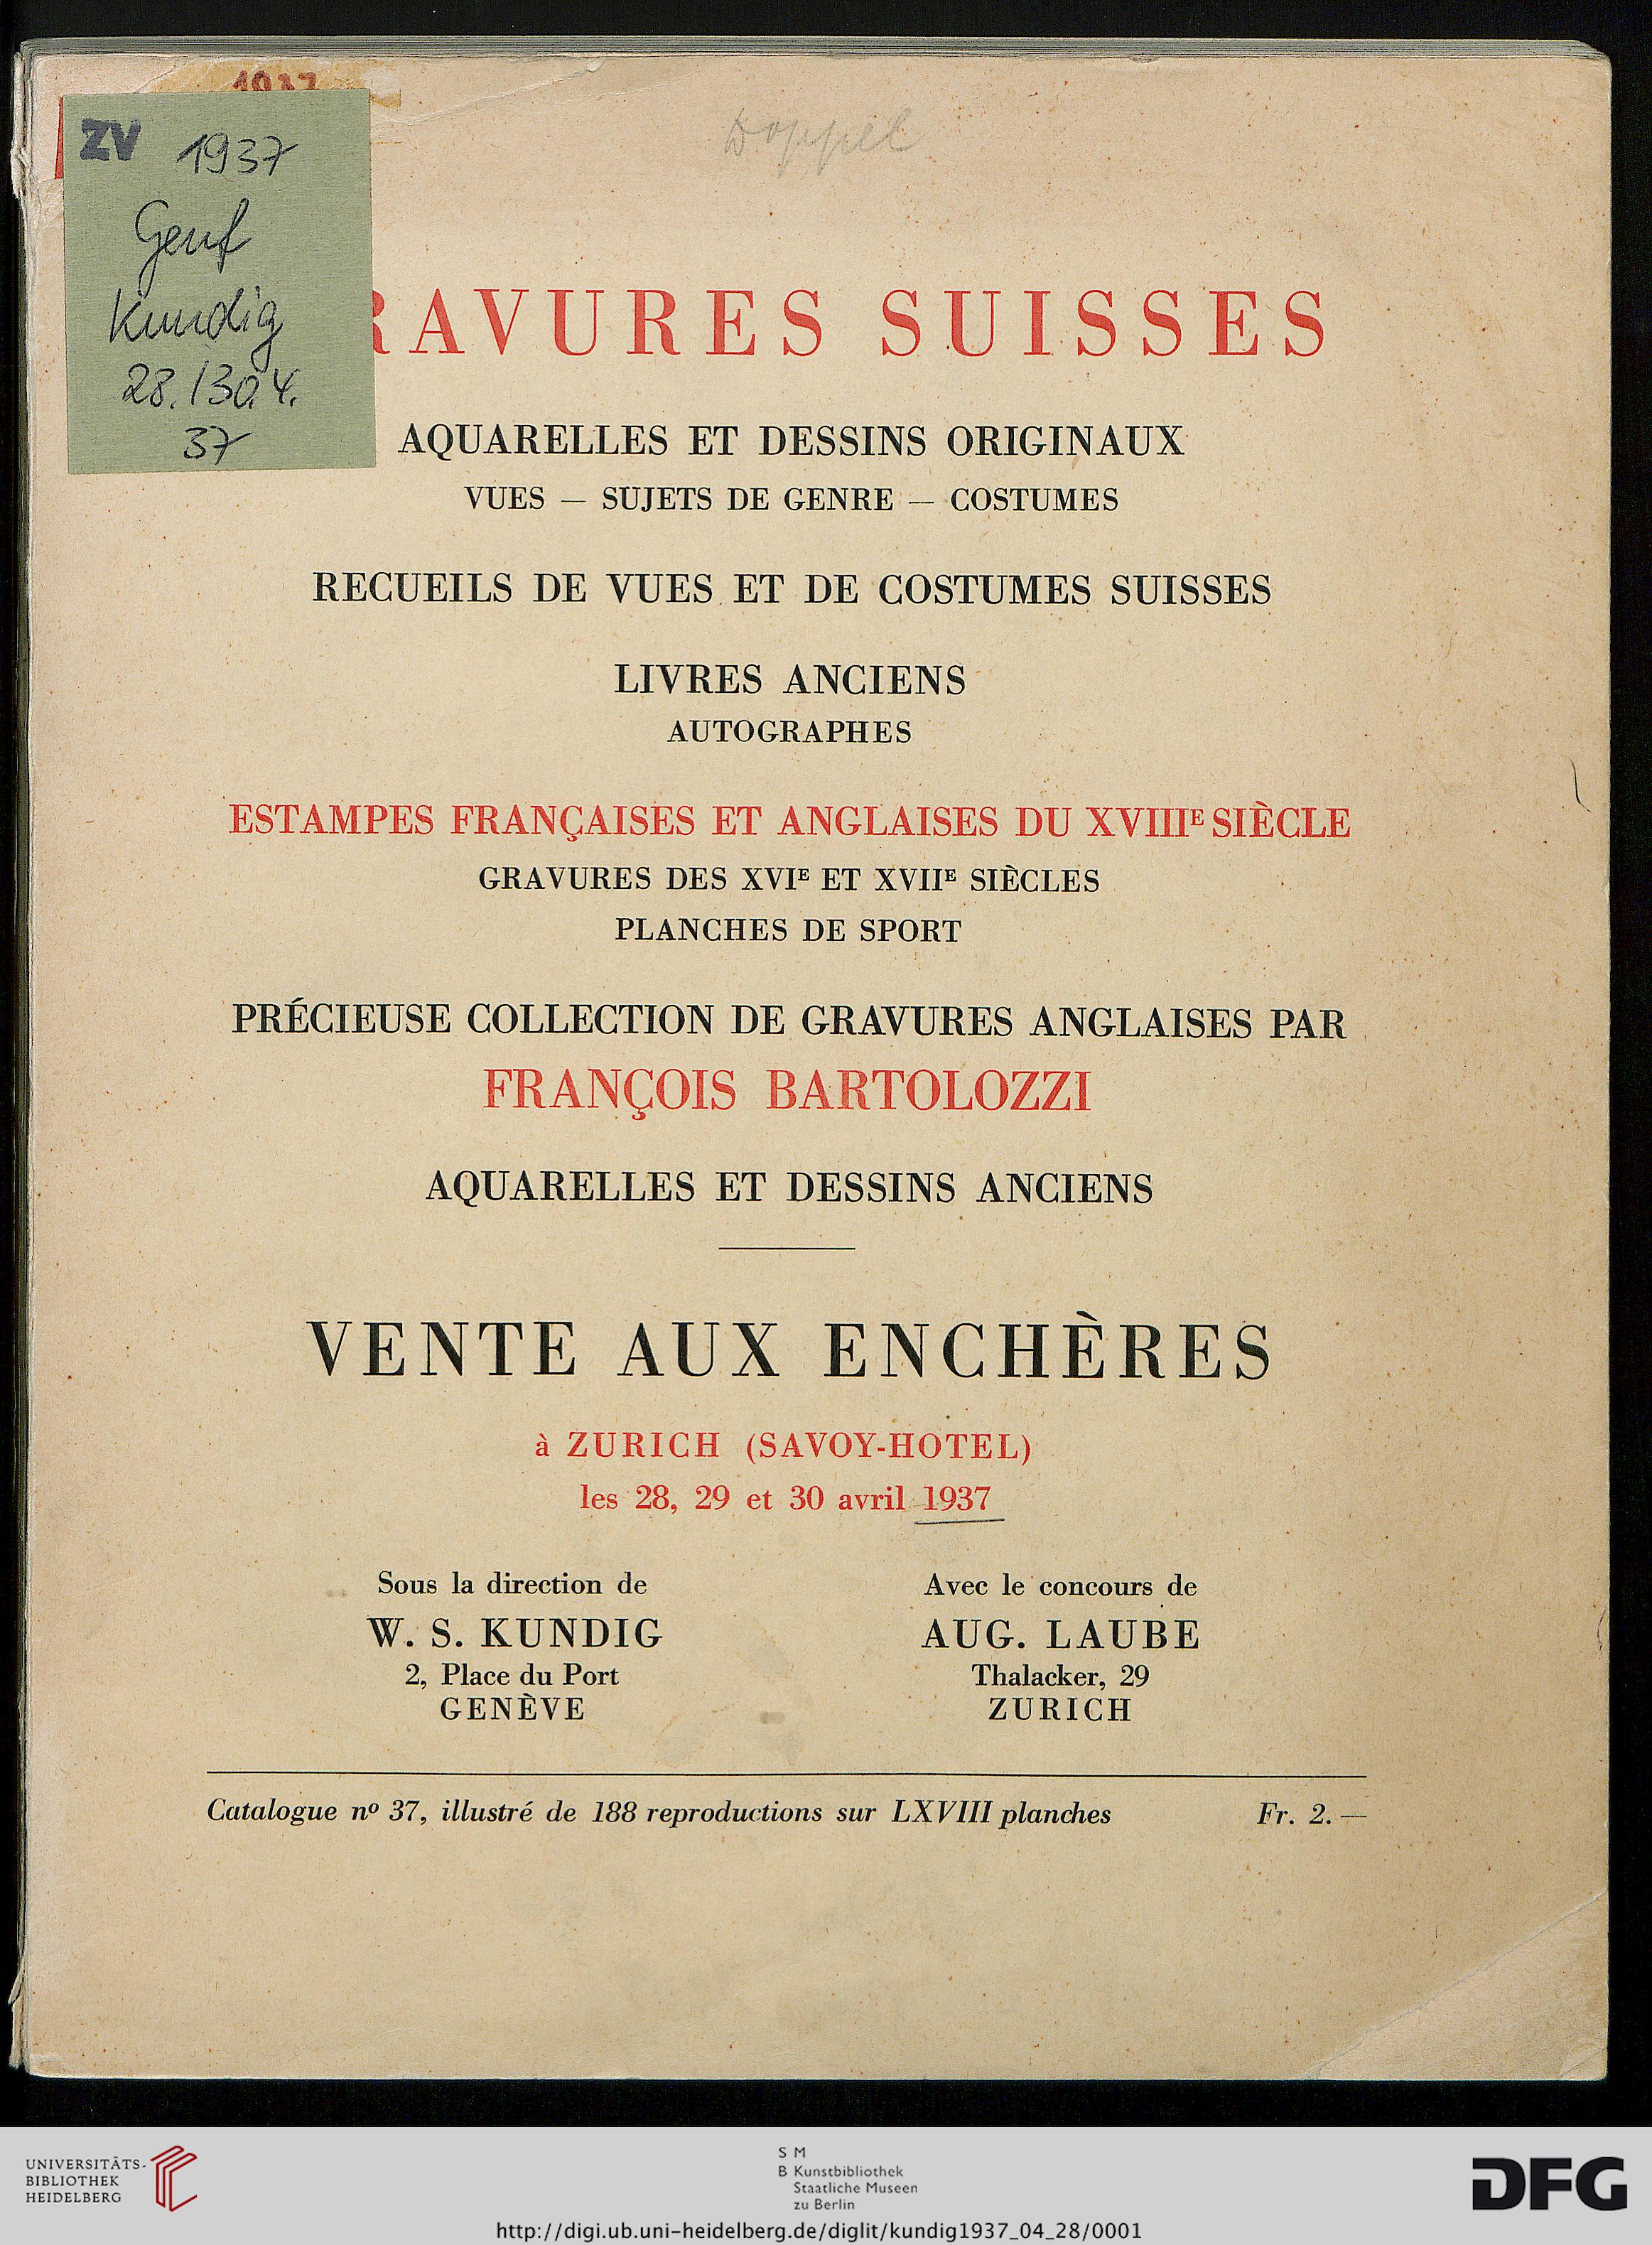 1937
ZV 1937
Genf
Kundig
28./30.4.
37
Doppel
RAVURES SUISSES
AQUARELLES ET DESSINS ORIGINAUX
VUES — SUJETS DE GENRE — COSTUMES
RECUEILS DE VUES ET DE COSTUMES SUISSES
LIVRES ANCIENS
AUTOGRAPHES
ESTAMPES FRANÇAISES ET ANGLAISES DU XVIIIᴱ SIÈCLE
GRAVURES DES XVIᴱ ET XVIIᴱ SIÈCLES
PLANCHES DE SPORT
PRÉCIEUSE COLLECTION DE GRAVURES ANGLAISES PAR
FRANÇOIS BARTOLOZZI
AQUARELLES ET DESSINS ANCIENS
VENTE AUX ENCHÈRES
à ZURICH (SAVOY-HOTEL)
les 28, 29 et 30 avril 1937
Sous la direction de
W. S. KUNDIG
2, Place du Port
GENÈVE
Avec le concours de
AUG. LAUBE
Thalacker, 29
ZURICH
Catalogue nº 37, illustré de 188 reproductions sur LXVIII planches Fr. 2.—
UNIVERSITÄTS-
BIBLIOTHEK
HEIDELBERG
S M
B Kunstbibliothek
Staatliche Museen
zu Berlin
DFG
http://digi.ub.uni-heidelberg.de/diglit/kundig1937_04_28/0001